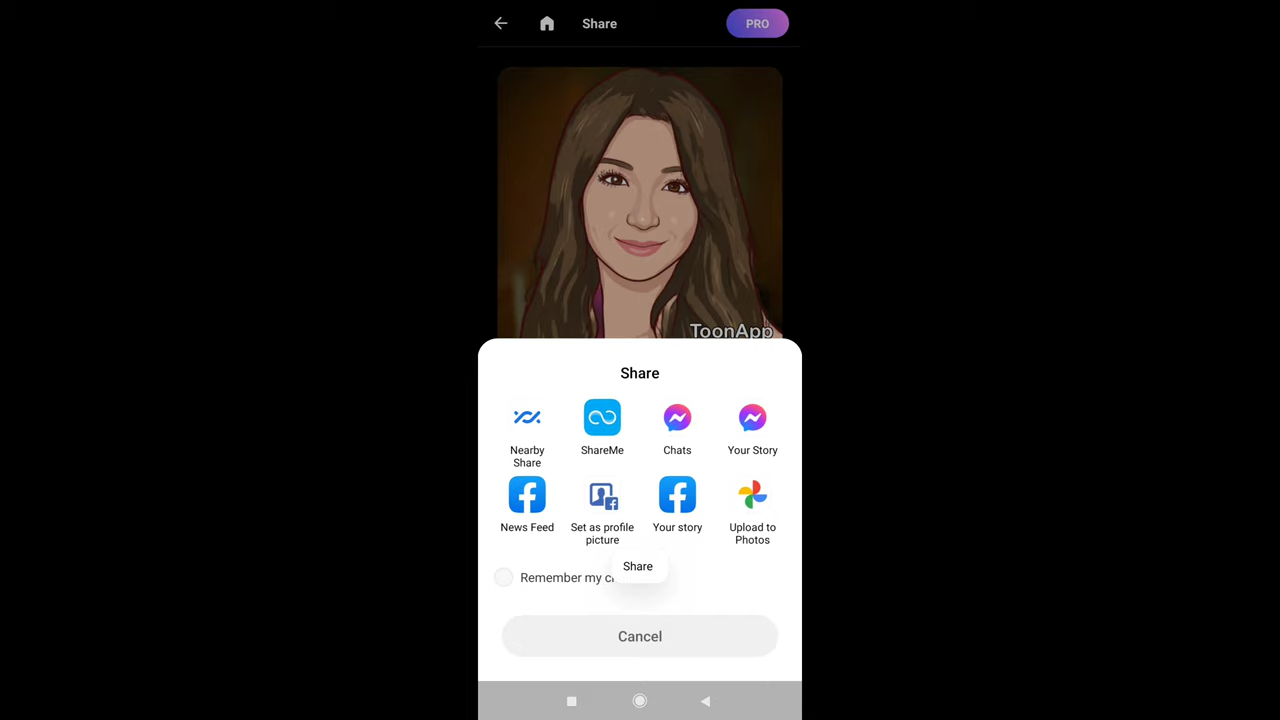 Share
PRO
ToonApp
Share
Nearby
Share
ShareMe
Chats
Your Story
News Feed
Set as profile
picture
Your story
Upload to
Photos
Share
Remember my
Cancel